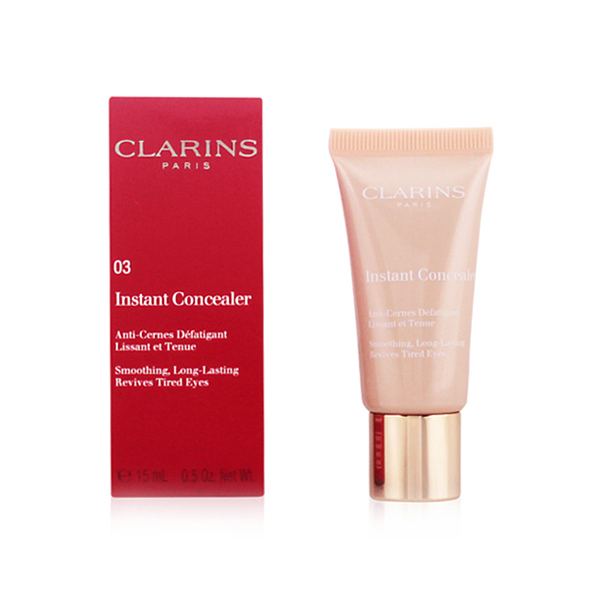 CLARINS
PARIS
03
Instant Concealer
Anti-Cernes Défatigant
Lissant et Tenue
Smoothing, Long-Lasting
Revives Tired Eyes
℮ 15 mL 0.5 Oz. Net Wt.
CLARINS
PARIS
Instant Concealer
Anti-Cernes Défatigant
Lissant et Tenue
Smoothing, Long-Lasting
Revives Tired Eyes